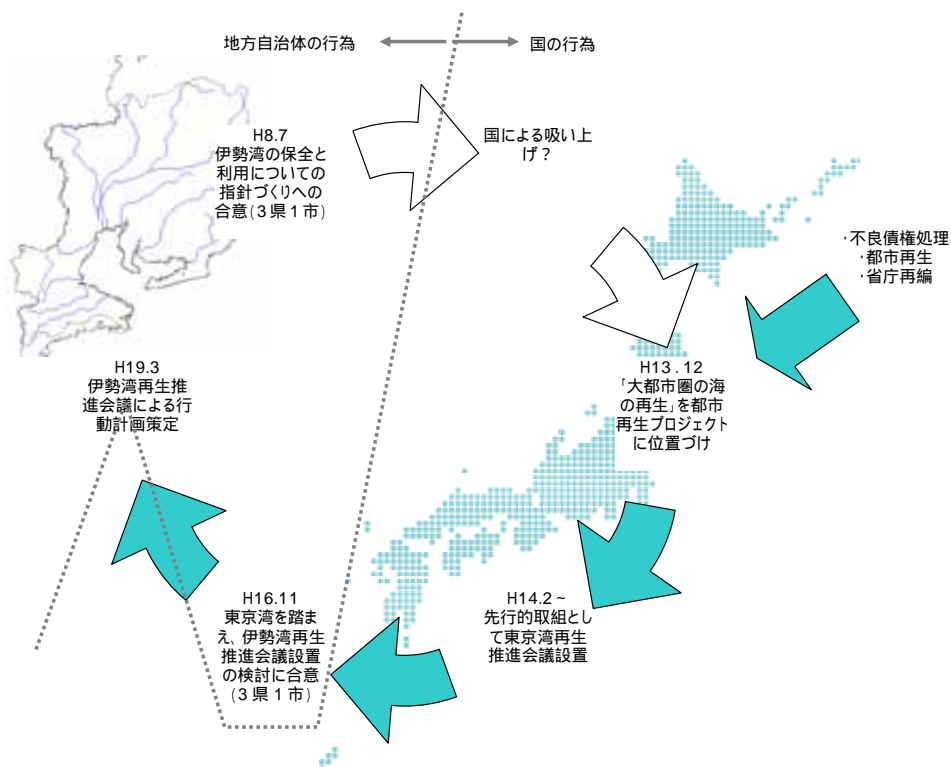 地方自治体の行為
国の行為
H8.7
伊勢湾の保全と
利用についての
指針づくりへの
合意(３県１市)
国による吸い上
げ？
・不良債権処理
・都市再生
・省庁再編
H13．12
「大都市圏の海
の再生」を都市
再生プロジェクト
に位置づけ
H14.2～
先行的取組とし
て東京湾再生
推進会議設置
H16.11
東京湾を踏ま
え、伊勢湾再生
推進会議設置
の検討に合意
(３県１市)
H19.3
伊勢湾再生推
進会議による行
動計画策定